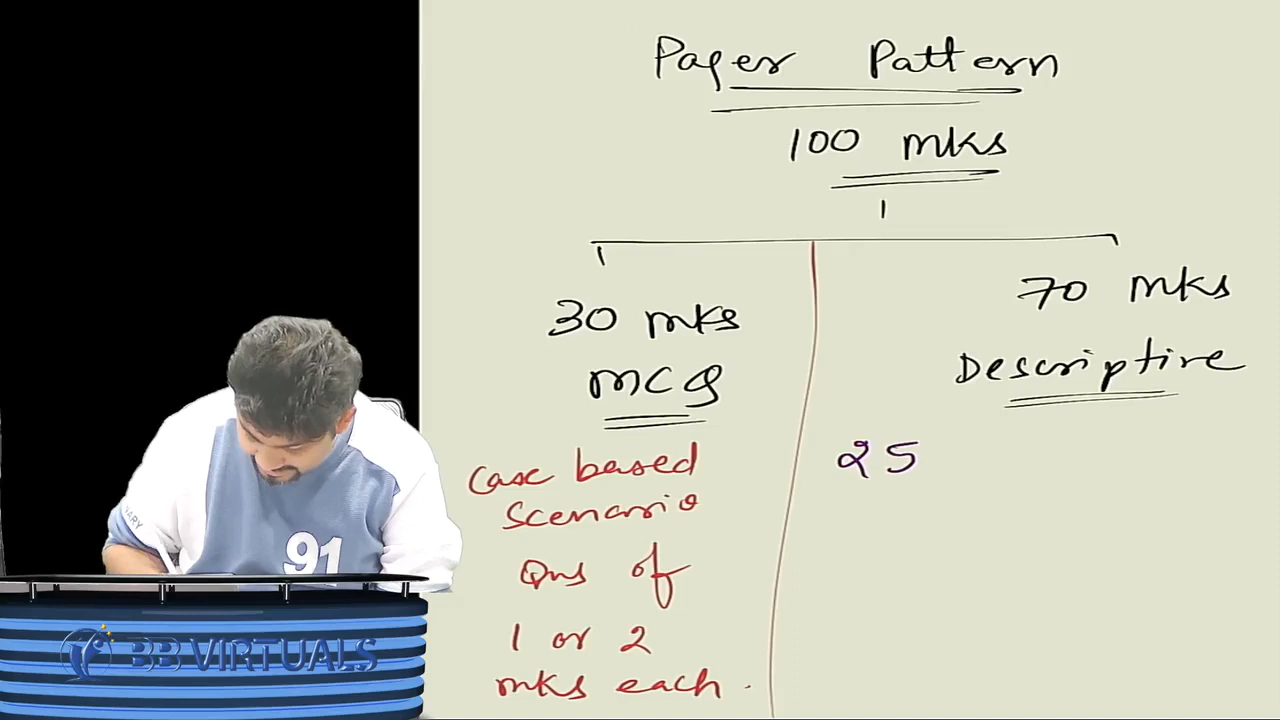 Paper Pattern
100 mks
30 mks
MCQ
Case based
Scenario
Qns of
1 or 2
mks each.
70 mks
Descriptive
25
91
BB VIRTUALS